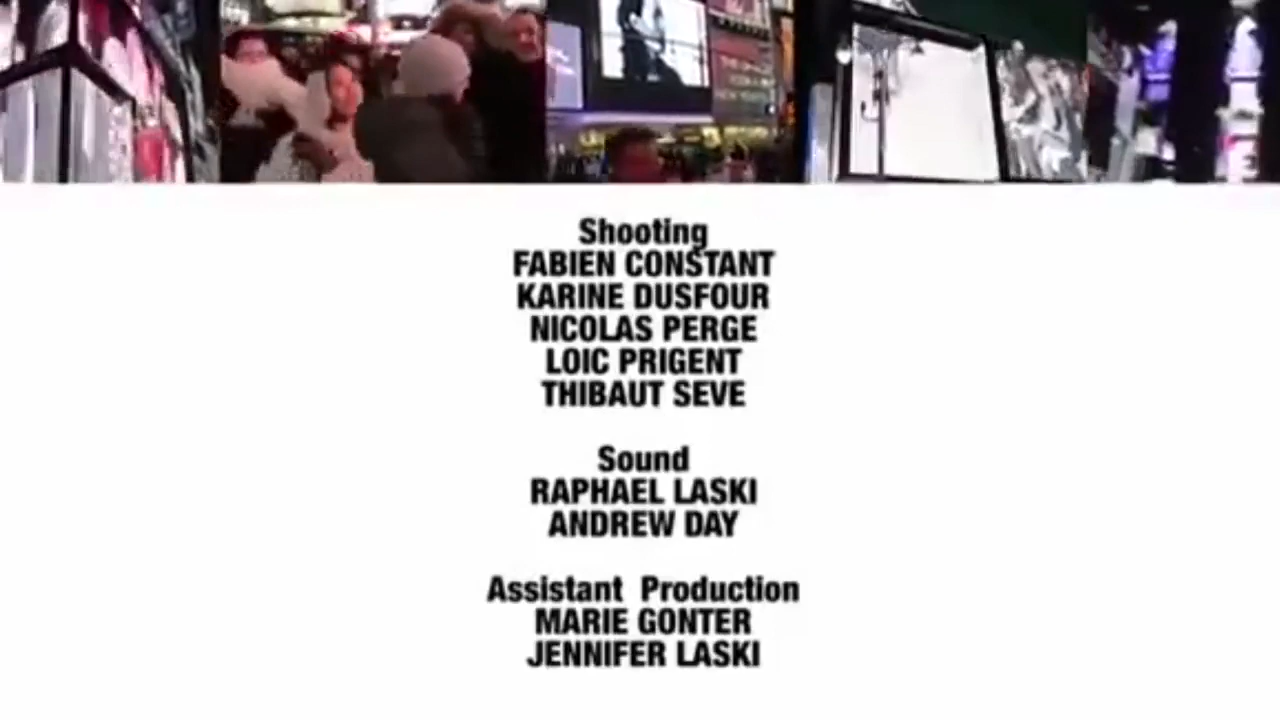 Shooting
FABIEN CONSTANT
KARINE DUSFOUR
NICOLAS PERGE
LOIC PRIGENT
THIBAUT SEVE
Sound
RAPHAEL LASKI
ANDREW DAY
Assistant Production
MARIE GONTER
JENNIFER LASKI